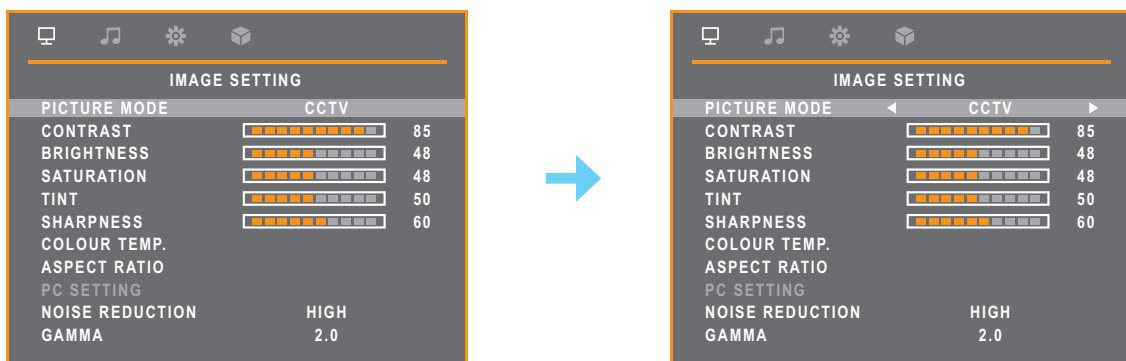 IMAGE SETTING
PICTURE MODE CCTV
CONTRAST 85
BRIGHTNESS 48
SATURATION 48
TINT 50
SHARPNESS 60
COLOUR TEMP.
ASPECT RATIO
PC SETTING
NOISE REDUCTION HIGH
GAMMA 2.0
IMAGE SETTING
PICTURE MODE CCTV
CONTRAST 85
BRIGHTNESS 48
SATURATION 48
TINT 50
SHARPNESS 60
COLOUR TEMP.
ASPECT RATIO
PC SETTING
NOISE REDUCTION HIGH
GAMMA 2.0